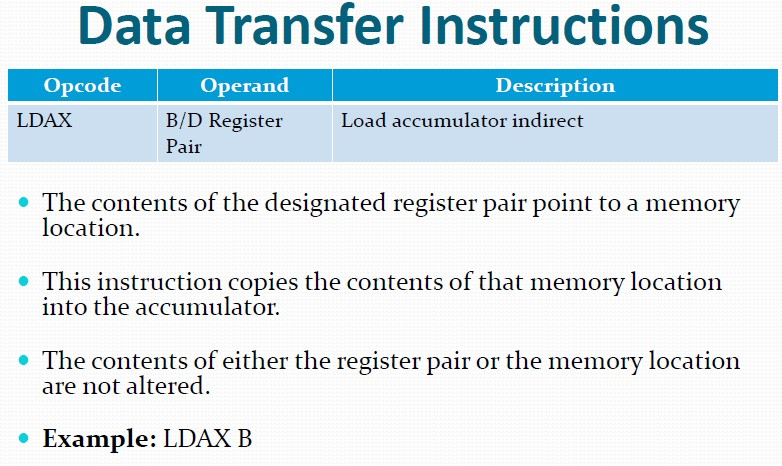 Data Transfer Instructions
Opcode Operand Description
LDAX B/D Register Load accumulator indirect
Pair
• The contents of the designated register pair point to a memory
location.
• This instruction copies the contents of that memory location
into the accumulator.
• The contents of either the register pair or the memory location
are not altered.
• Example: LDAX B